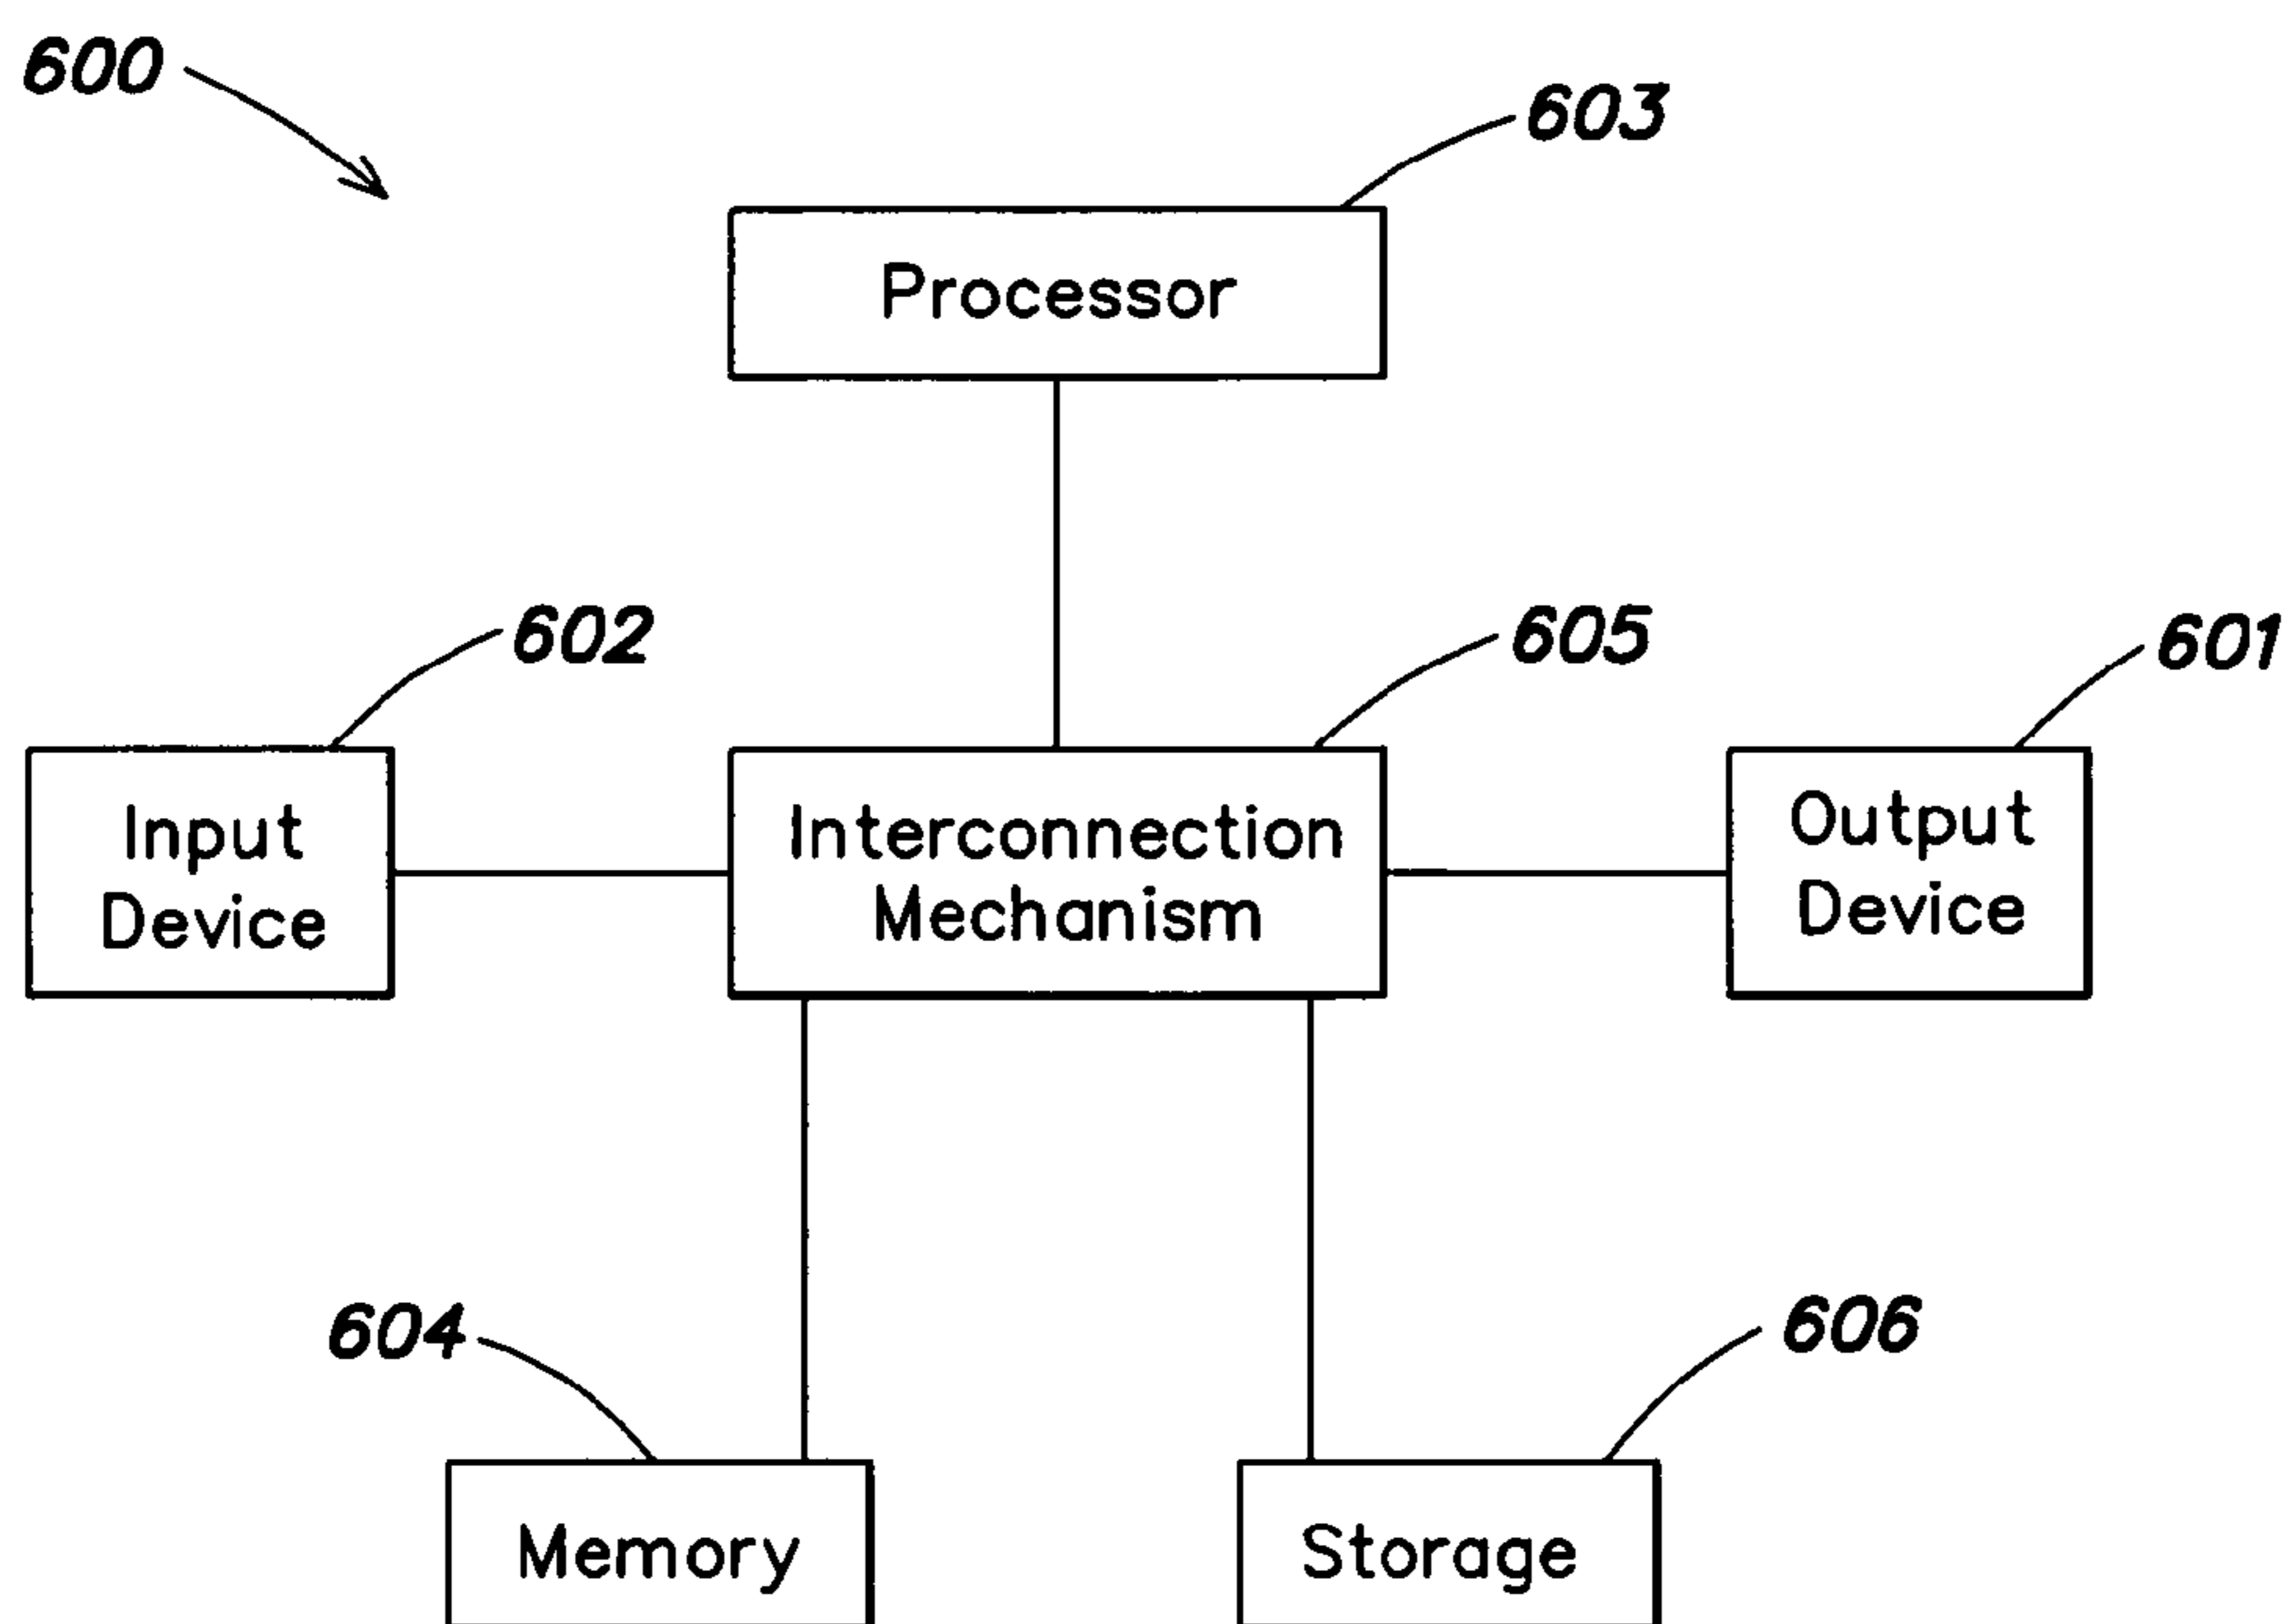 600
603
Processor
602
605
601
Input
Device
Interconnection
Mechanism
Output
Device
604
606
Memory
Storage